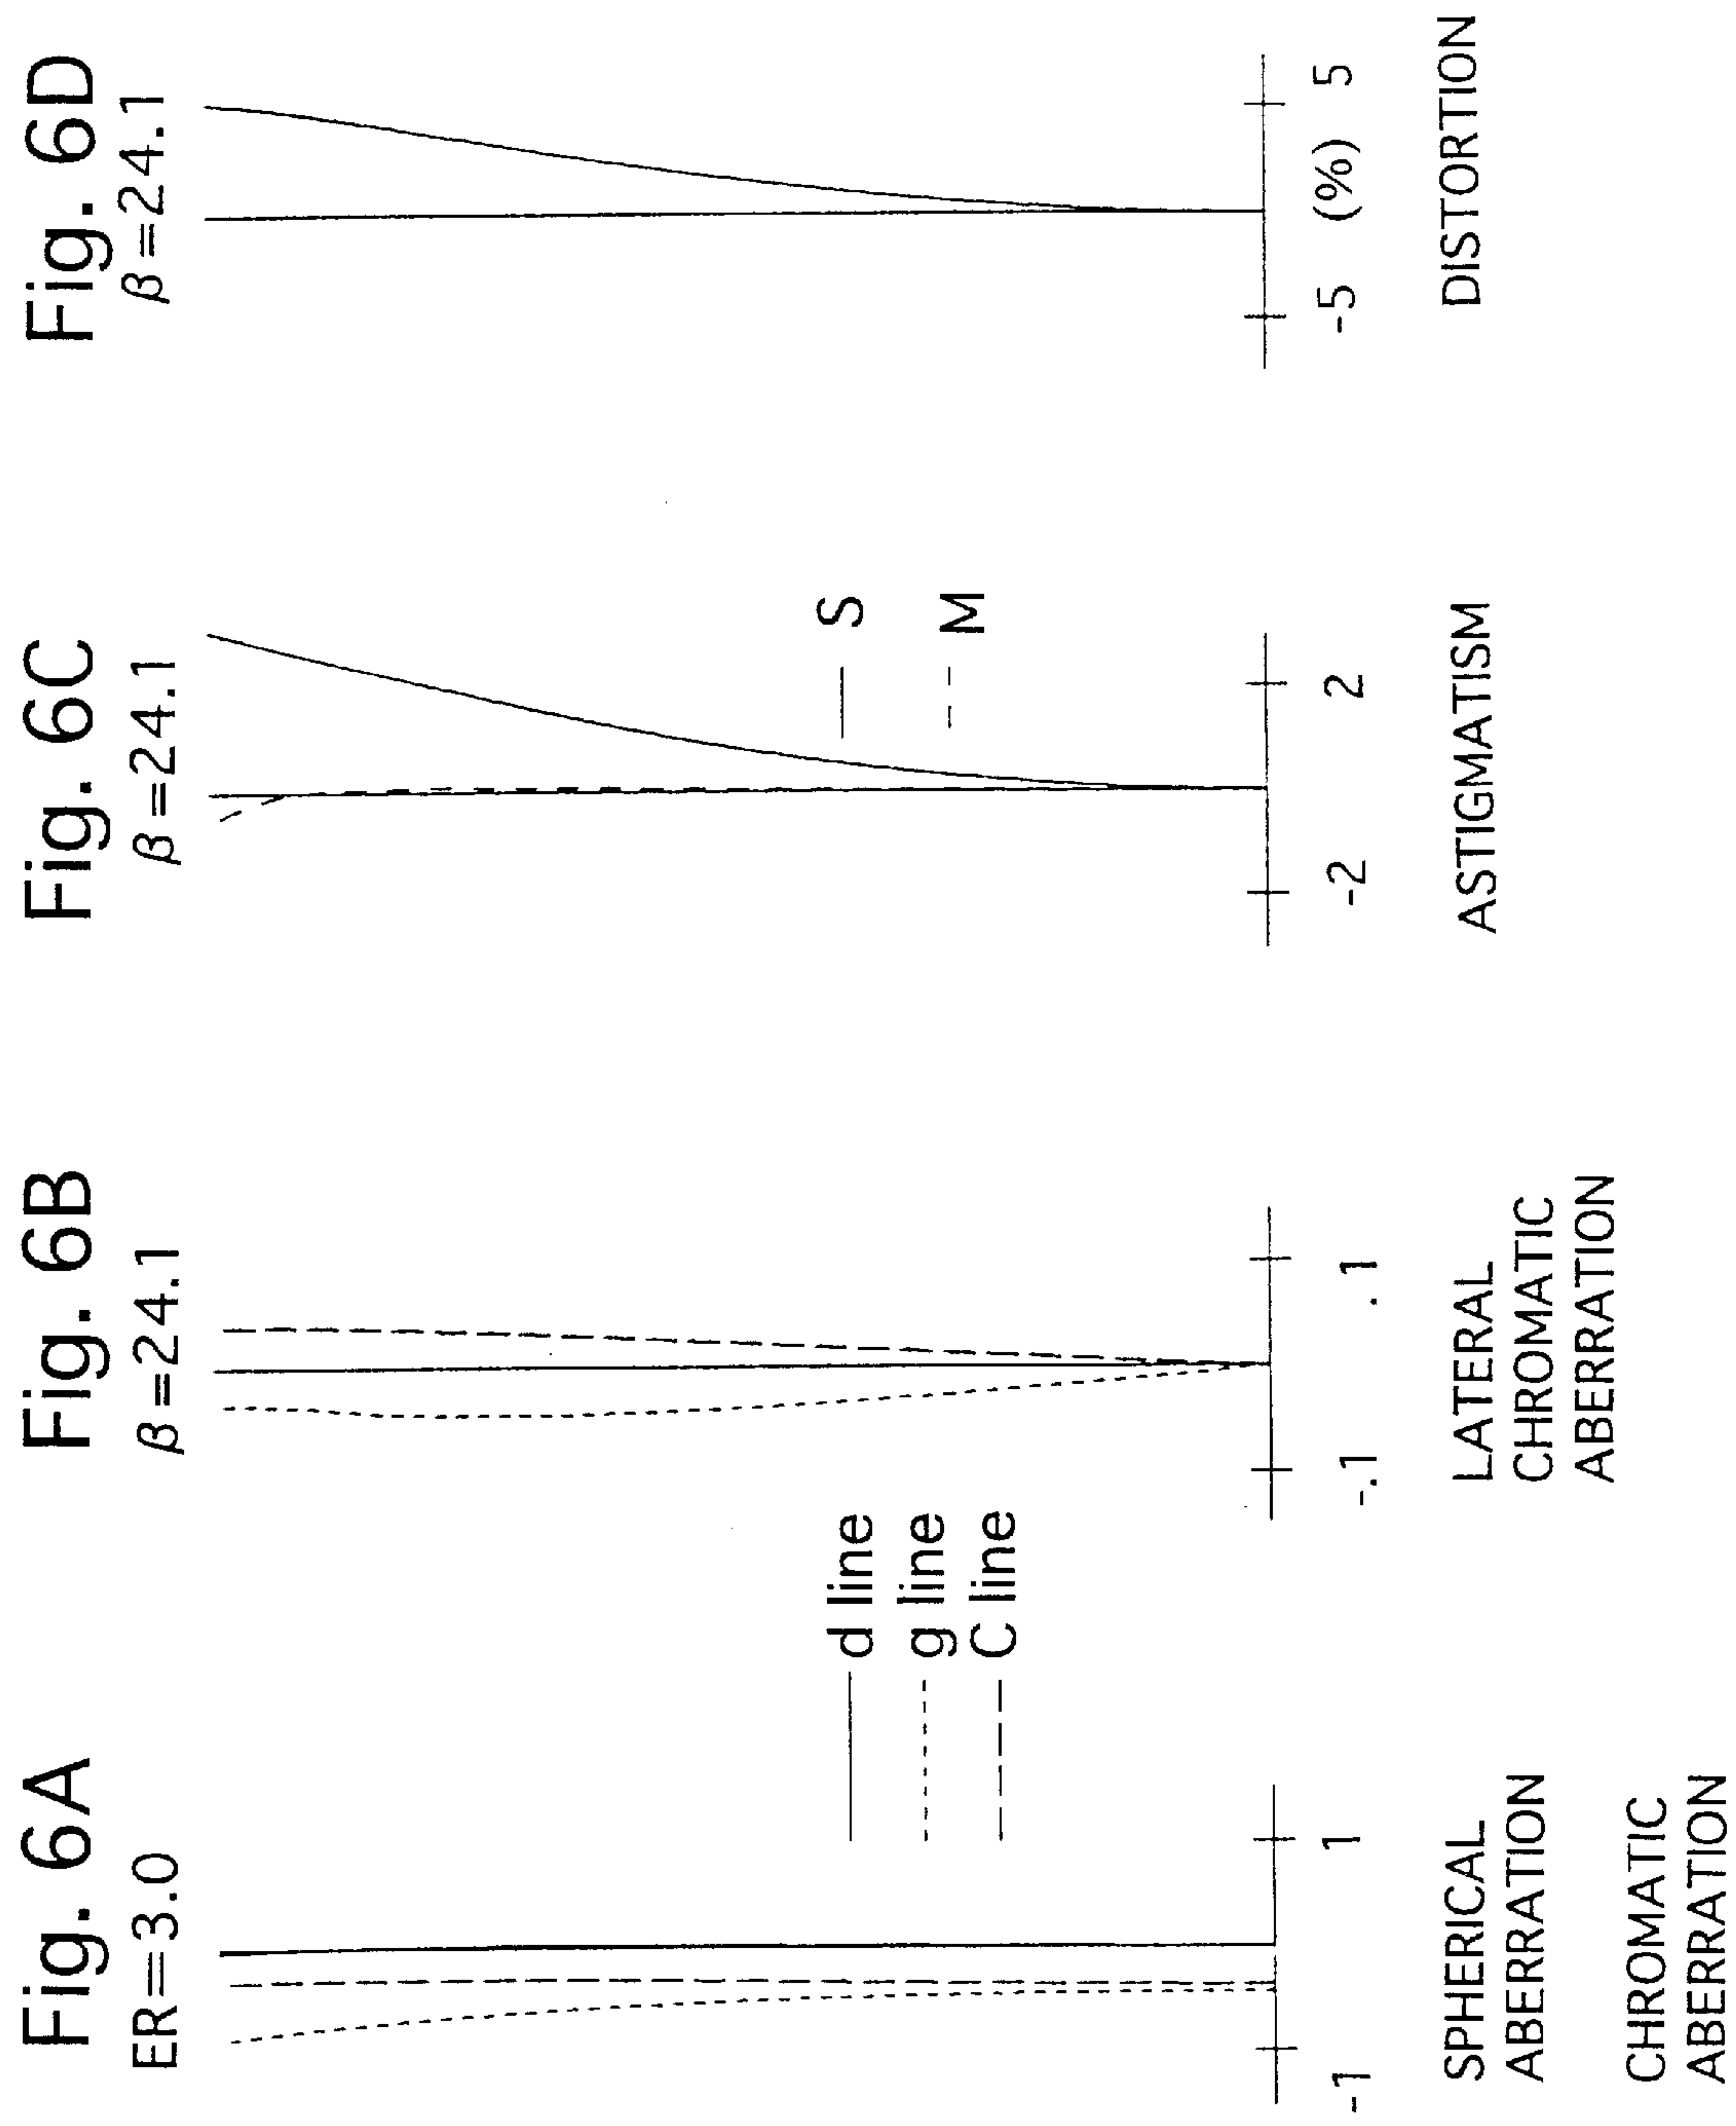 Fig. 6A
ER=3.0
-1
1
SPHERICAL
ABERRATION
CHROMATIC
ABERRATION
d line
g line
C line
Fig. 6B
β=24.1
-.1
.1
LATERAL
CHROMATIC
ABERRATION
Fig. 6C
β=24.1
S
M
-2
2
ASTIGMATISM
Fig. 6D
β=24.1
-5 (%) 5
DISTORTION